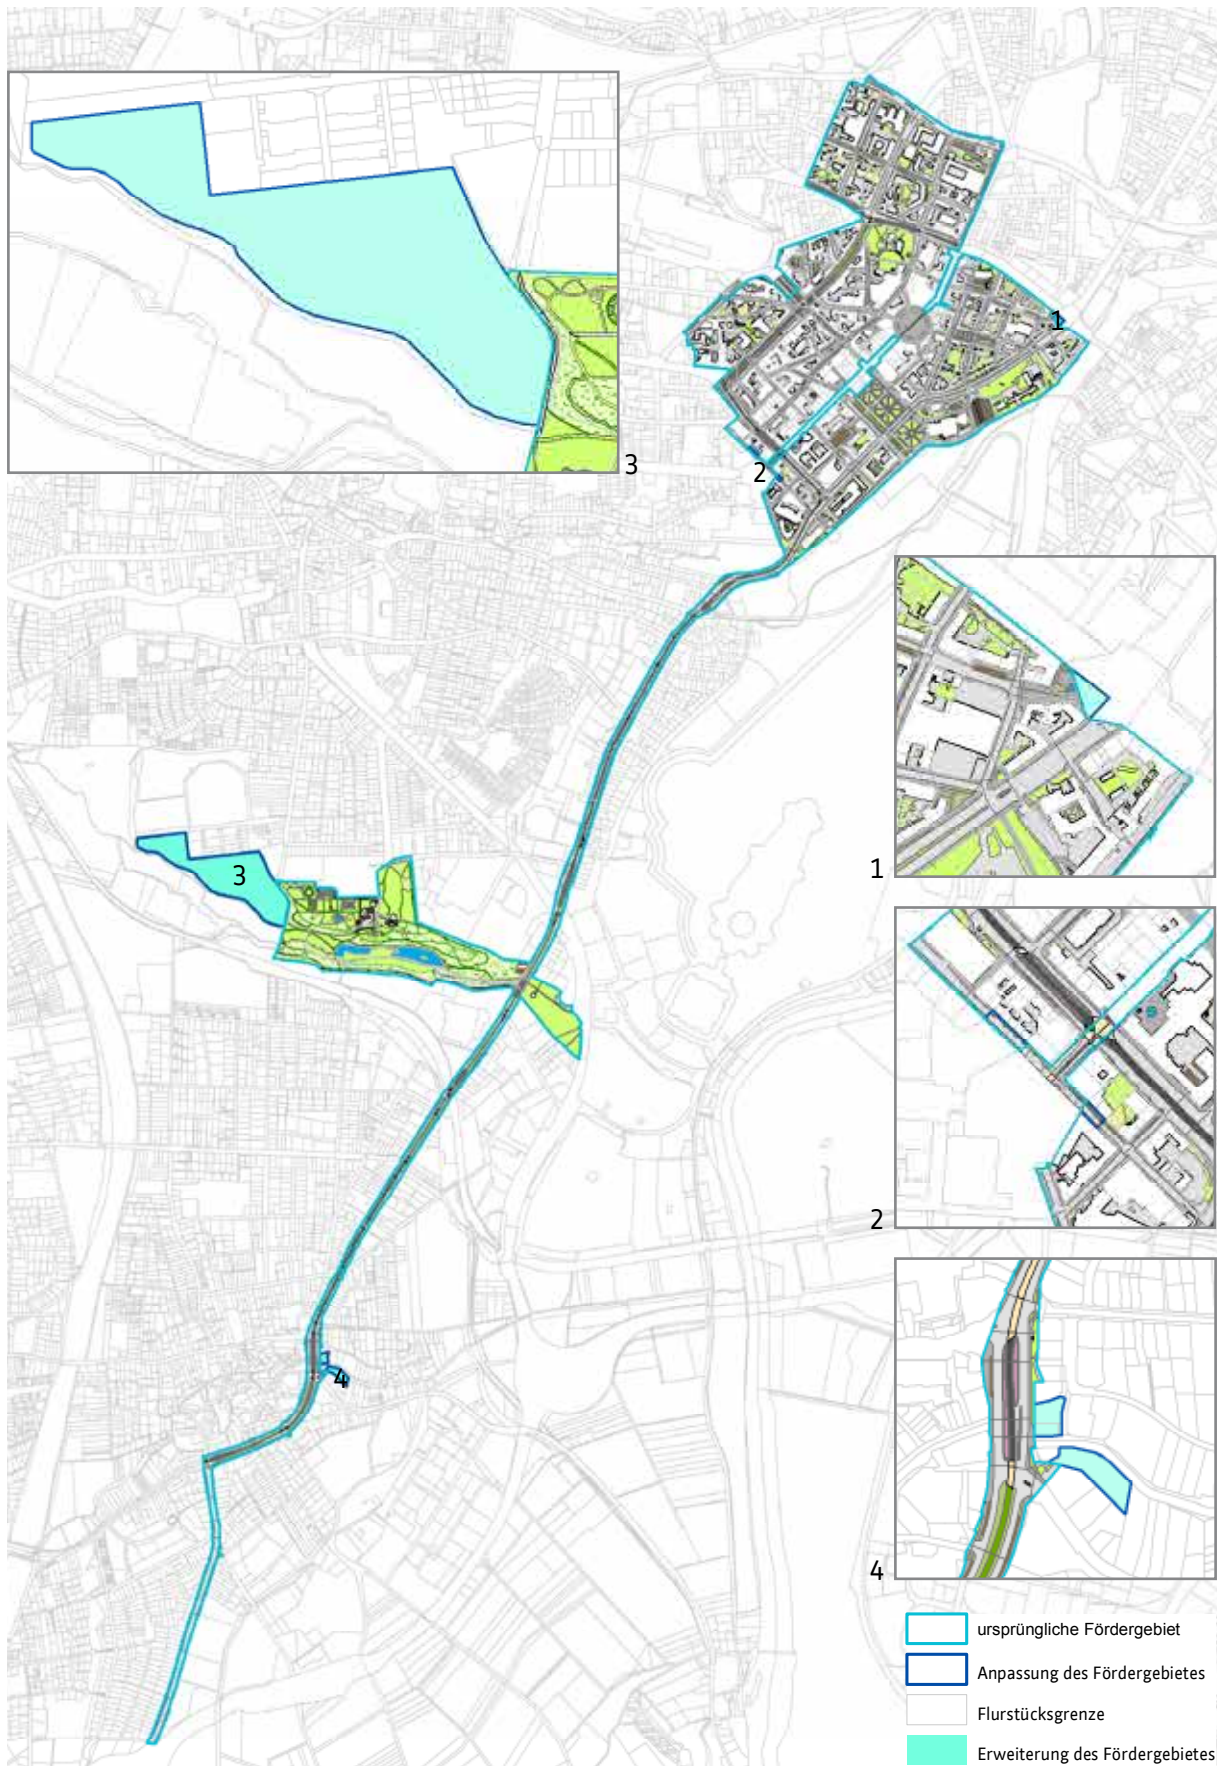 1
2
3
3
4
1
2
4
ursprüngliche Fördergebiet
Anpassung des Fördergebietes
Flurstücksgrenze
Erweiterung des Fördergebietes